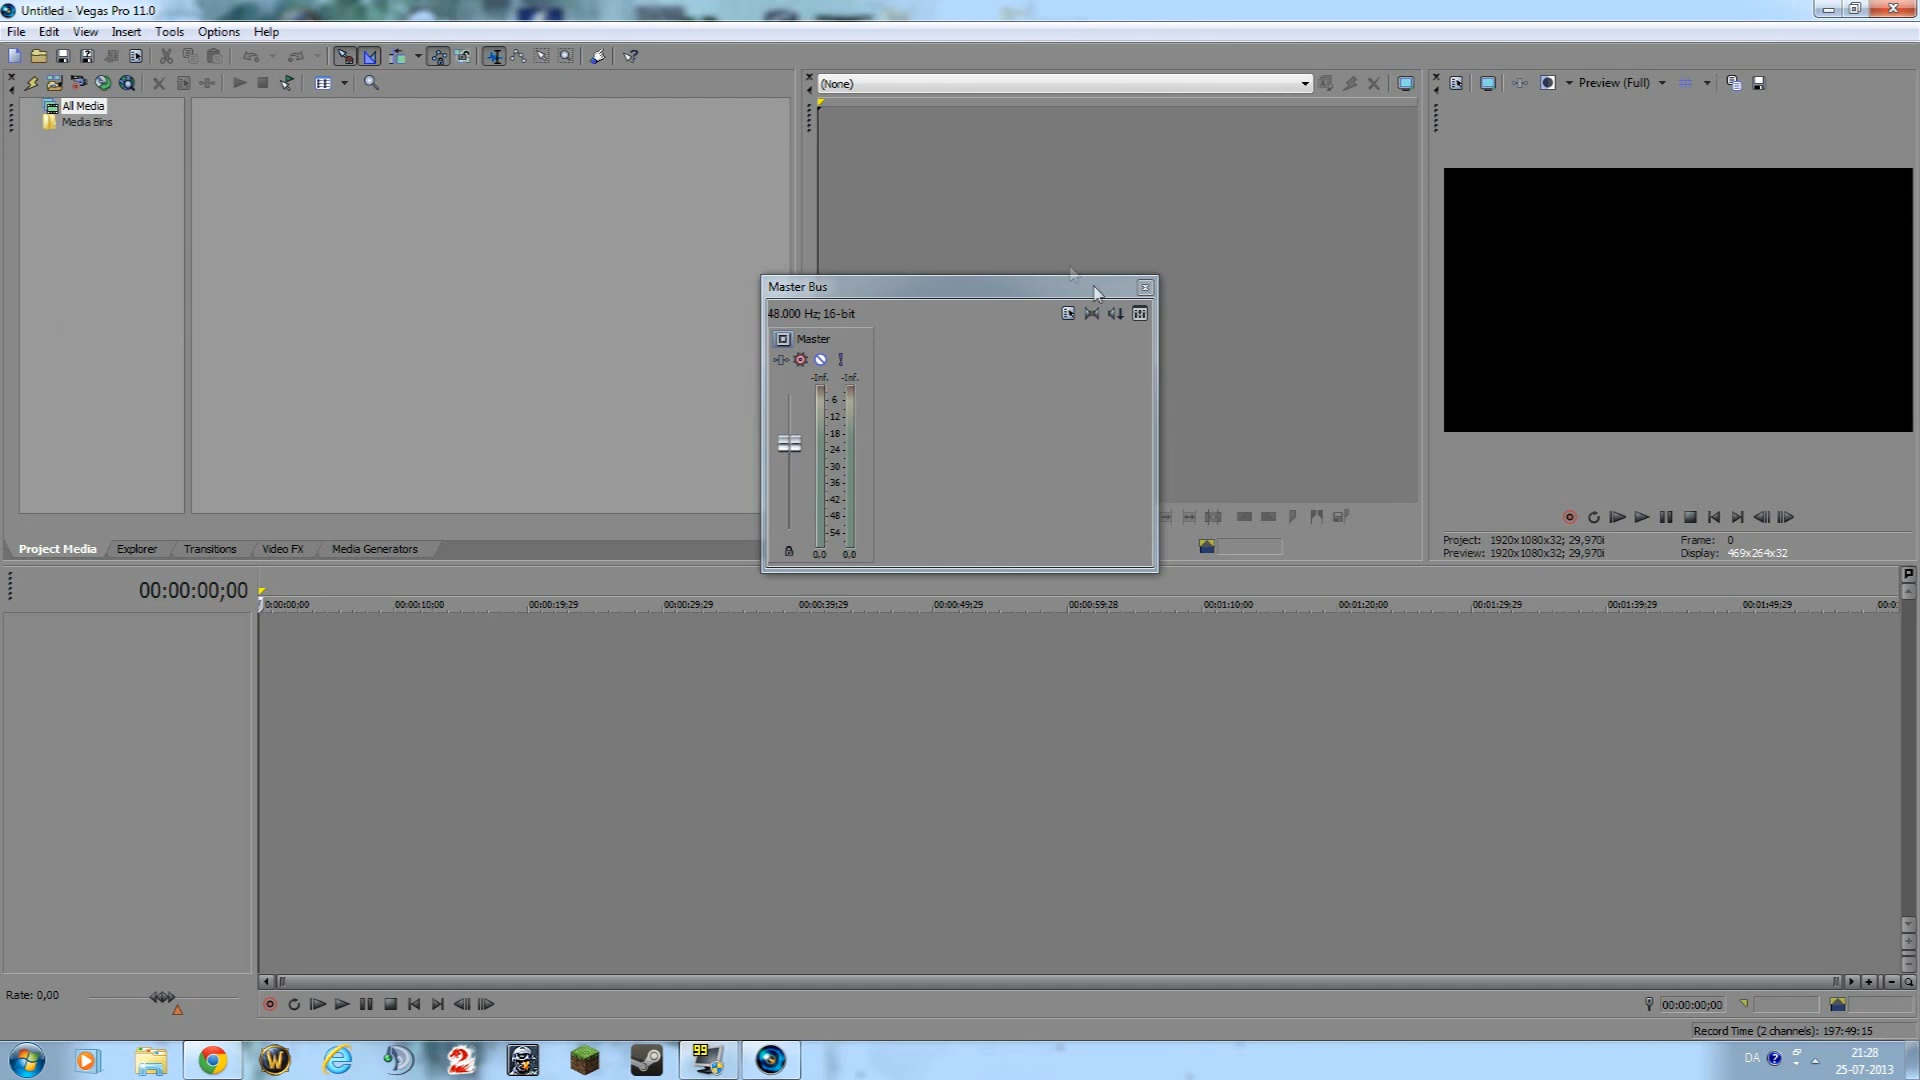 Untitled - Vegas Pro 11.0
File Edit View Insert Tools Options Help
(None)
Preview (Full)
All Media
Media Bins
Master Bus
48.000 Hz; 16-bit
Master
-Inf. -Inf.
6
12
18
24
30
36
42
48
54
0,0 0,0
Project: 1920x1080x32; 29,970i
Frame: 0
Preview: 1920x1080x32; 29,970i
Display: 469x264x32
Project Media Explorer Transitions Video FX Media Generators
00:00:00;00
0:00:00;00 00:00:10;00 00:00:19;29 00:00:29;29 00:00:39;29 00:00:49;29 00:00:59;28 00:01:10;00 00:01:20;00 00:01:29;29 00:01:39;29 00:01:49;29 00:0
Rate: 0,00
00:00:00;00
Record Time (2 channels): 197:49:15
99
DA
21:28
25-07-2013